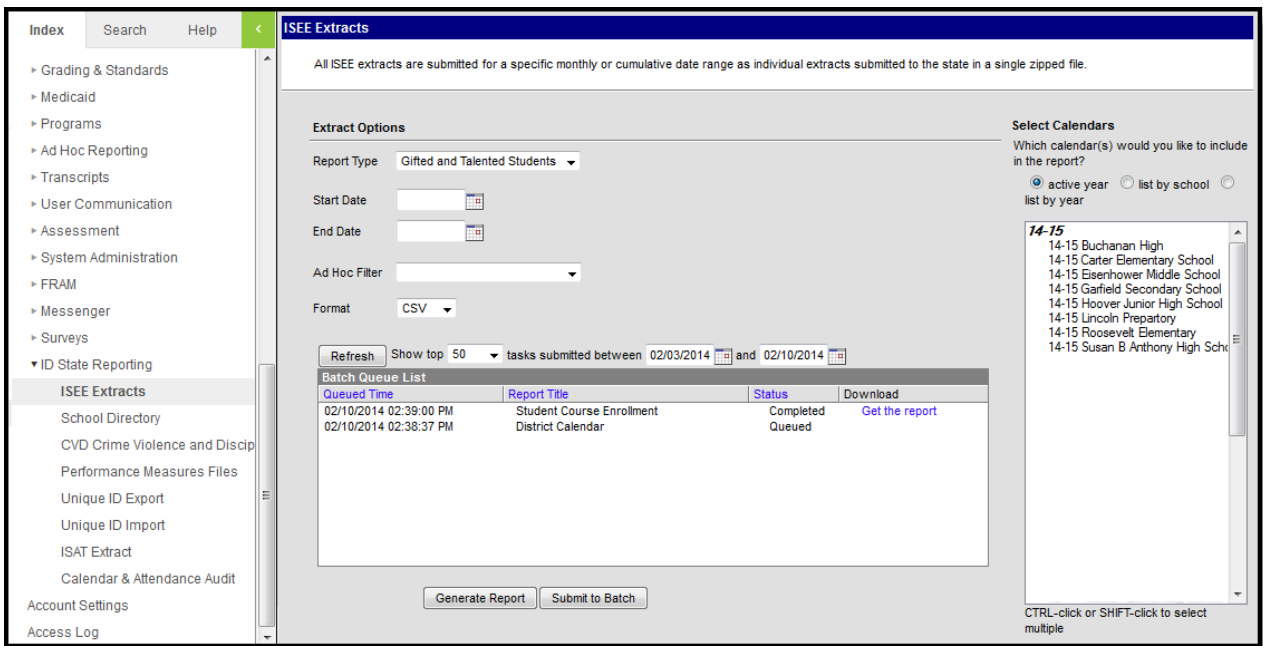 Index Search Help <
Grading & Standards
Medicaid
Programs
Ad Hoc Reporting
Transcripts
User Communication
Assessment
System Administration
FRAM
Messenger
Surveys
ID State Reporting
ISEE Extracts
School Directory
CVD Crime Violence and Discip
Performance Measures Files
Unique ID Export
Unique ID Import
ISAT Extract
Calendar & Attendance Audit
Account Settings
Access Log
ISEE Extracts
All ISEE extracts are submitted for a specific monthly or cumulative date range as individual extracts submitted to the state in a single zipped file.
Extract Options
Report Type Gifted and Talented Students
Start Date
End Date
Ad Hoc Filter
Format CSV
Refresh Show top 50 tasks submitted between 02/03/2014 and 02/10/2014
Batch Queue List
Queued Time Report Title Status Download
02/10/2014 02:39:00 PM Student Course Enrollment Completed Get the report
02/10/2014 02:38:37 PM District Calendar Queued
Generate Report Submit to Batch
Select Calendars
Which calendar(s) would you like to include
in the report?
active year list by school
list by year
14-15
14-15 Buchanan High
14-15 Carter Elementary School
14-15 Eisenhower Middle School
14-15 Garfield Secondary School
14-15 Hoover Junior High School
14-15 Lincoln Prepartory
14-15 Roosevelt Elementary
14-15 Susan B Anthony High Scho
CTRL-click or SHIFT-click to select
multiple